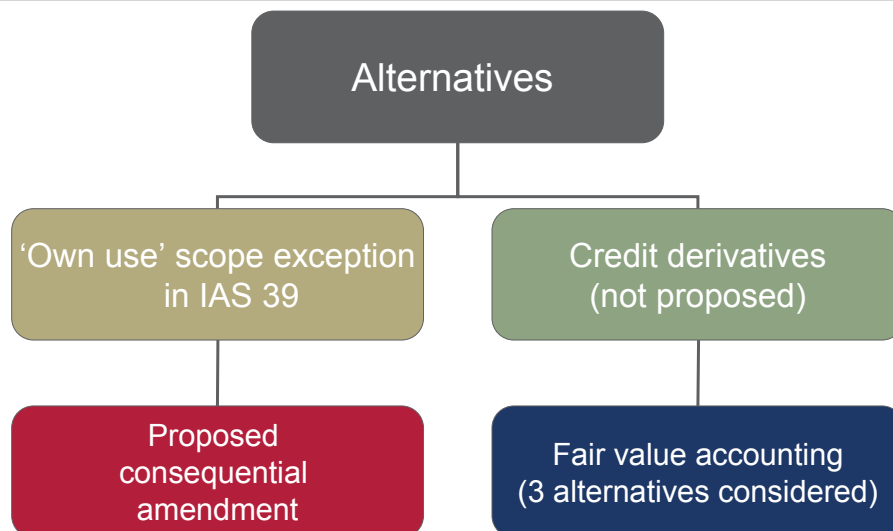 Alternatives
‘Own use’ scope exception
in IAS 39
Credit derivatives
(not proposed)
Proposed
consequential
amendment
Fair value accounting
(3 alternatives considered)